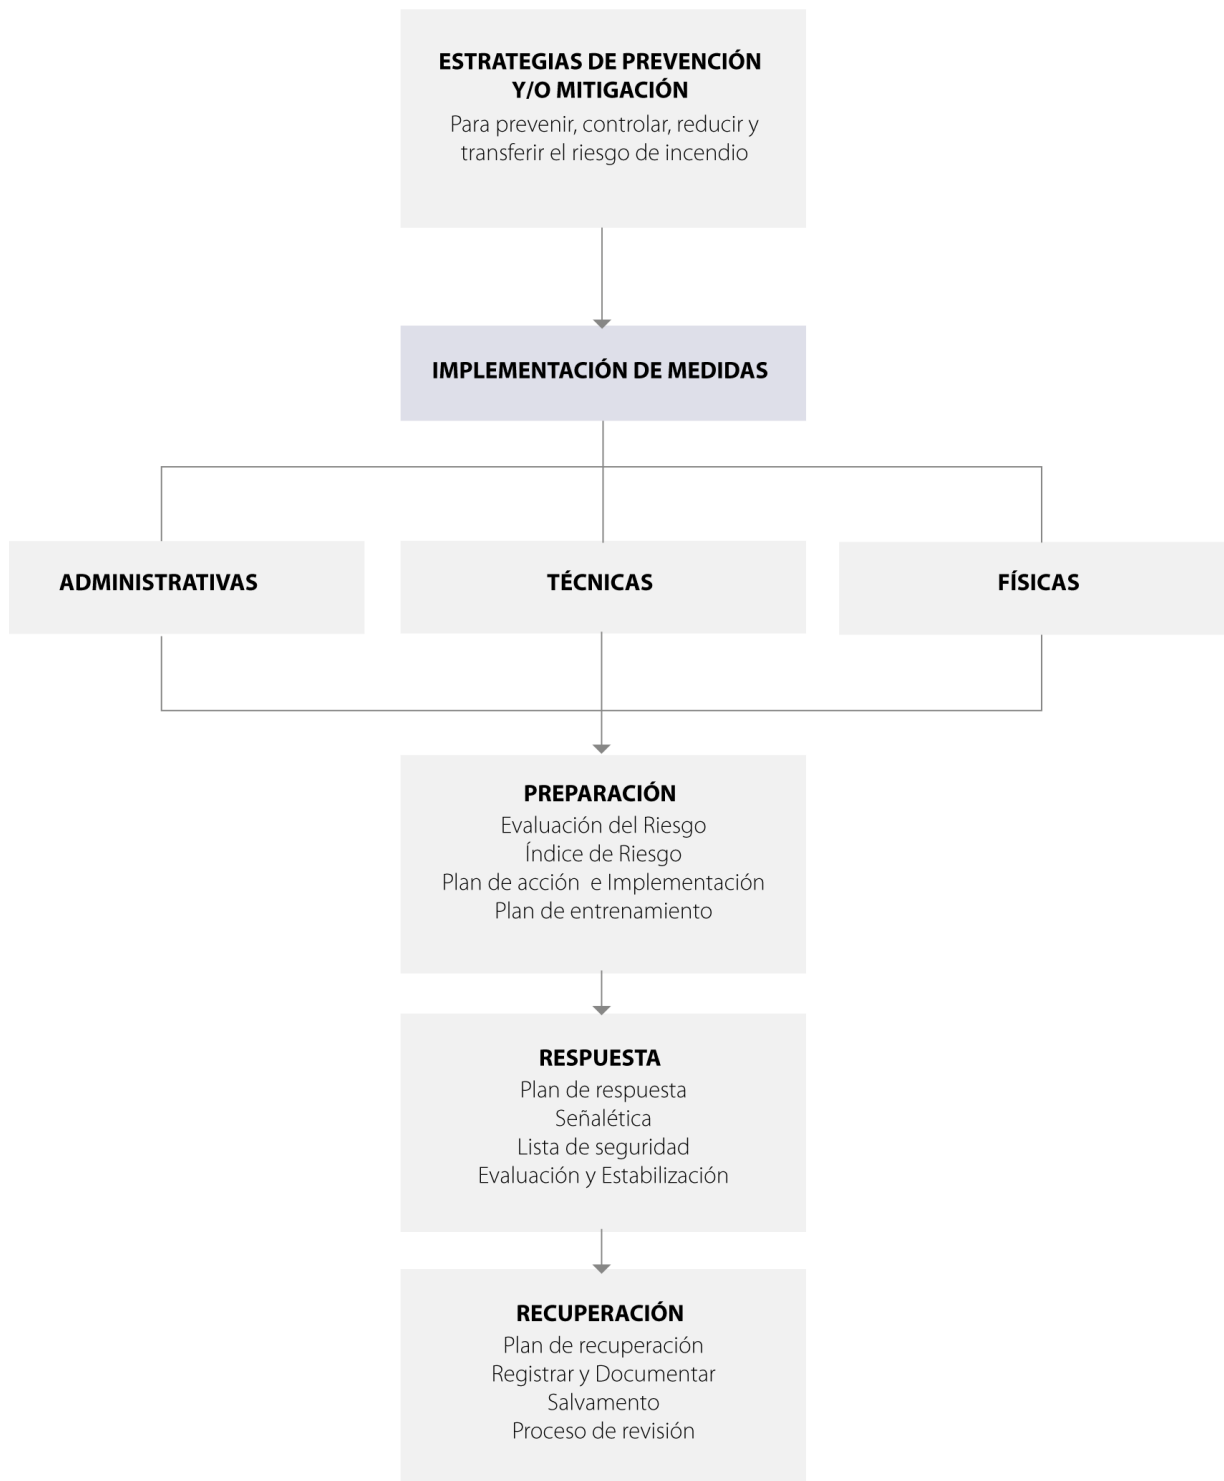 ESTRATEGIAS DE PREVENCIÓN
Y/O MITIGACIÓN
Para prevenir, controlar, reducir y
transferir el riesgo de incendio
IMPLEMENTACIÓN DE MEDIDAS
ADMINISTRATIVAS
TÉCNICAS
FÍSICAS
PREPARACIÓN
Evaluación del Riesgo
Índice de Riesgo
Plan de acción e Implementación
Plan de entrenamiento
RESPUESTA
Plan de respuesta
Señalética
Lista de seguridad
Evaluación y Estabilización
RECUPERACIÓN
Plan de recuperación
Registrar y Documentar
Salvamento
Proceso de revisión